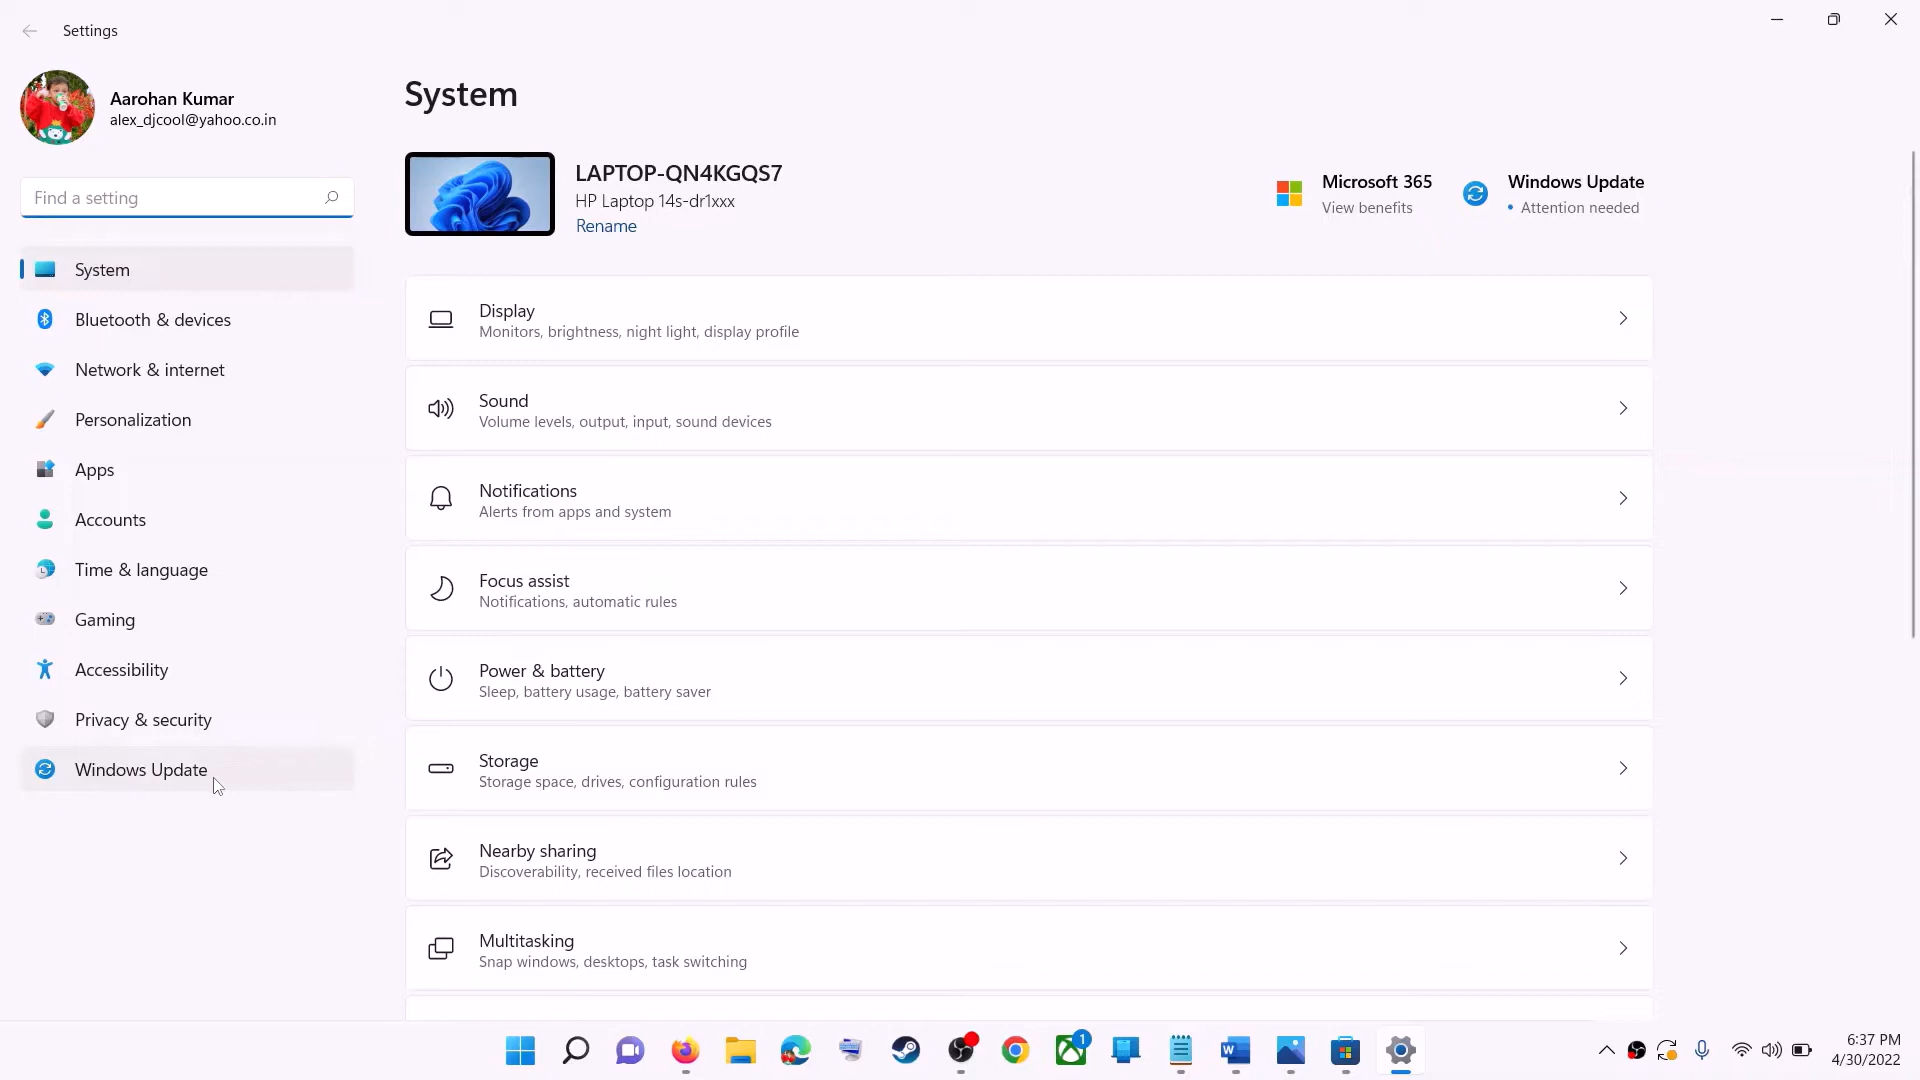 Settings
Aarohan Kumar
alex_djcool@yahoo.co.in
Find a setting
System
Bluetooth & devices
Network & internet
Personalization
Apps
Accounts
Time & language
Gaming
Accessibility
Privacy & security
Windows Update
System
LAPTOP-QN4KGQS7
HP Laptop 14s-dr1xxx
Rename
Microsoft 365
View benefits
Windows Update
• Attention needed
Display
Monitors, brightness, night light, display profile
Sound
Volume levels, output, input, sound devices
Notifications
Alerts from apps and system
Focus assist
Notifications, automatic rules
Power & battery
Sleep, battery usage, battery saver
Storage
Storage space, drives, configuration rules
Nearby sharing
Discoverability, received files location
Multitasking
Snap windows, desktops, task switching
1
6:37 PM
4/30/2022